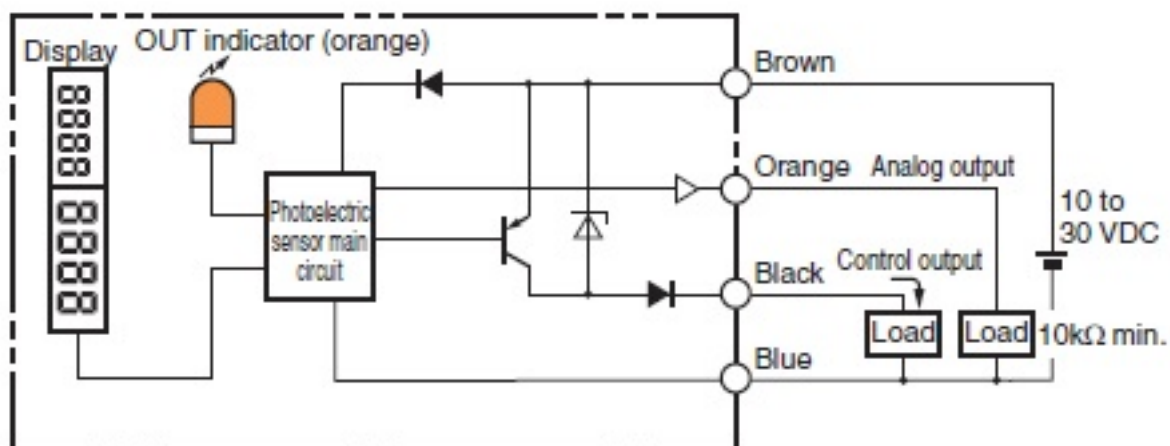 Display
OUT indicator (orange)
Brown
Orange
Analog output
Photoelectric
sensor main
circuit
10 to
30 VDC
Black
Control output
Load
Load
10kΩ min.
Blue